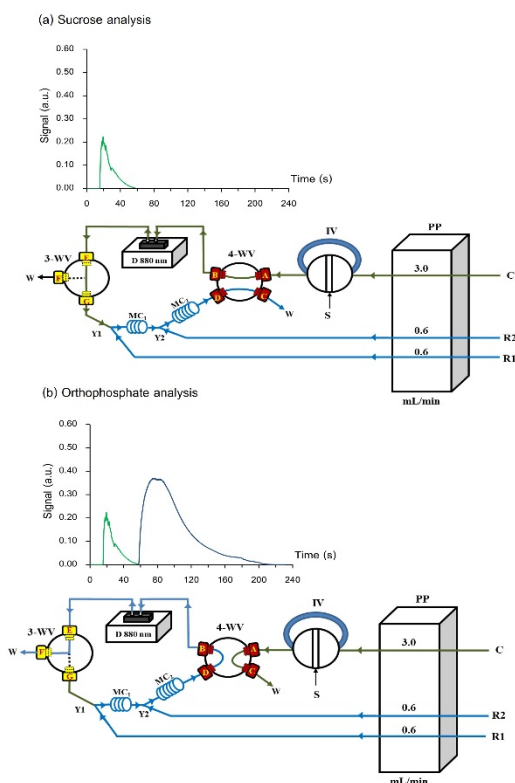 (a) Sucrose analysis
0.60
0.50
0.40
0.30
0.20
0.10
0.00
Signal (a.u.)
Time (s)
0 40 80 120 160 200 240
PP
IV
4-WV
3-WV
D 880 nm
E
F
G
W
B
A
D
C
W
S
3.0
C
MC1
MC2
Y1
Y2
0.6
R2
0.6
R1
mL/min
(b) Orthophosphate analysis
0.60
0.50
0.40
0.30
0.20
0.10
0.00
Signal (a.u.)
Time (s)
0 40 80 120 160 200 240
PP
IV
4-WV
3-WV
D 880 nm
E
F
G
W
B
A
D
C
W
S
3.0
C
MC1
MC2
Y1
Y2
0.6
R2
0.6
R1
mL/min